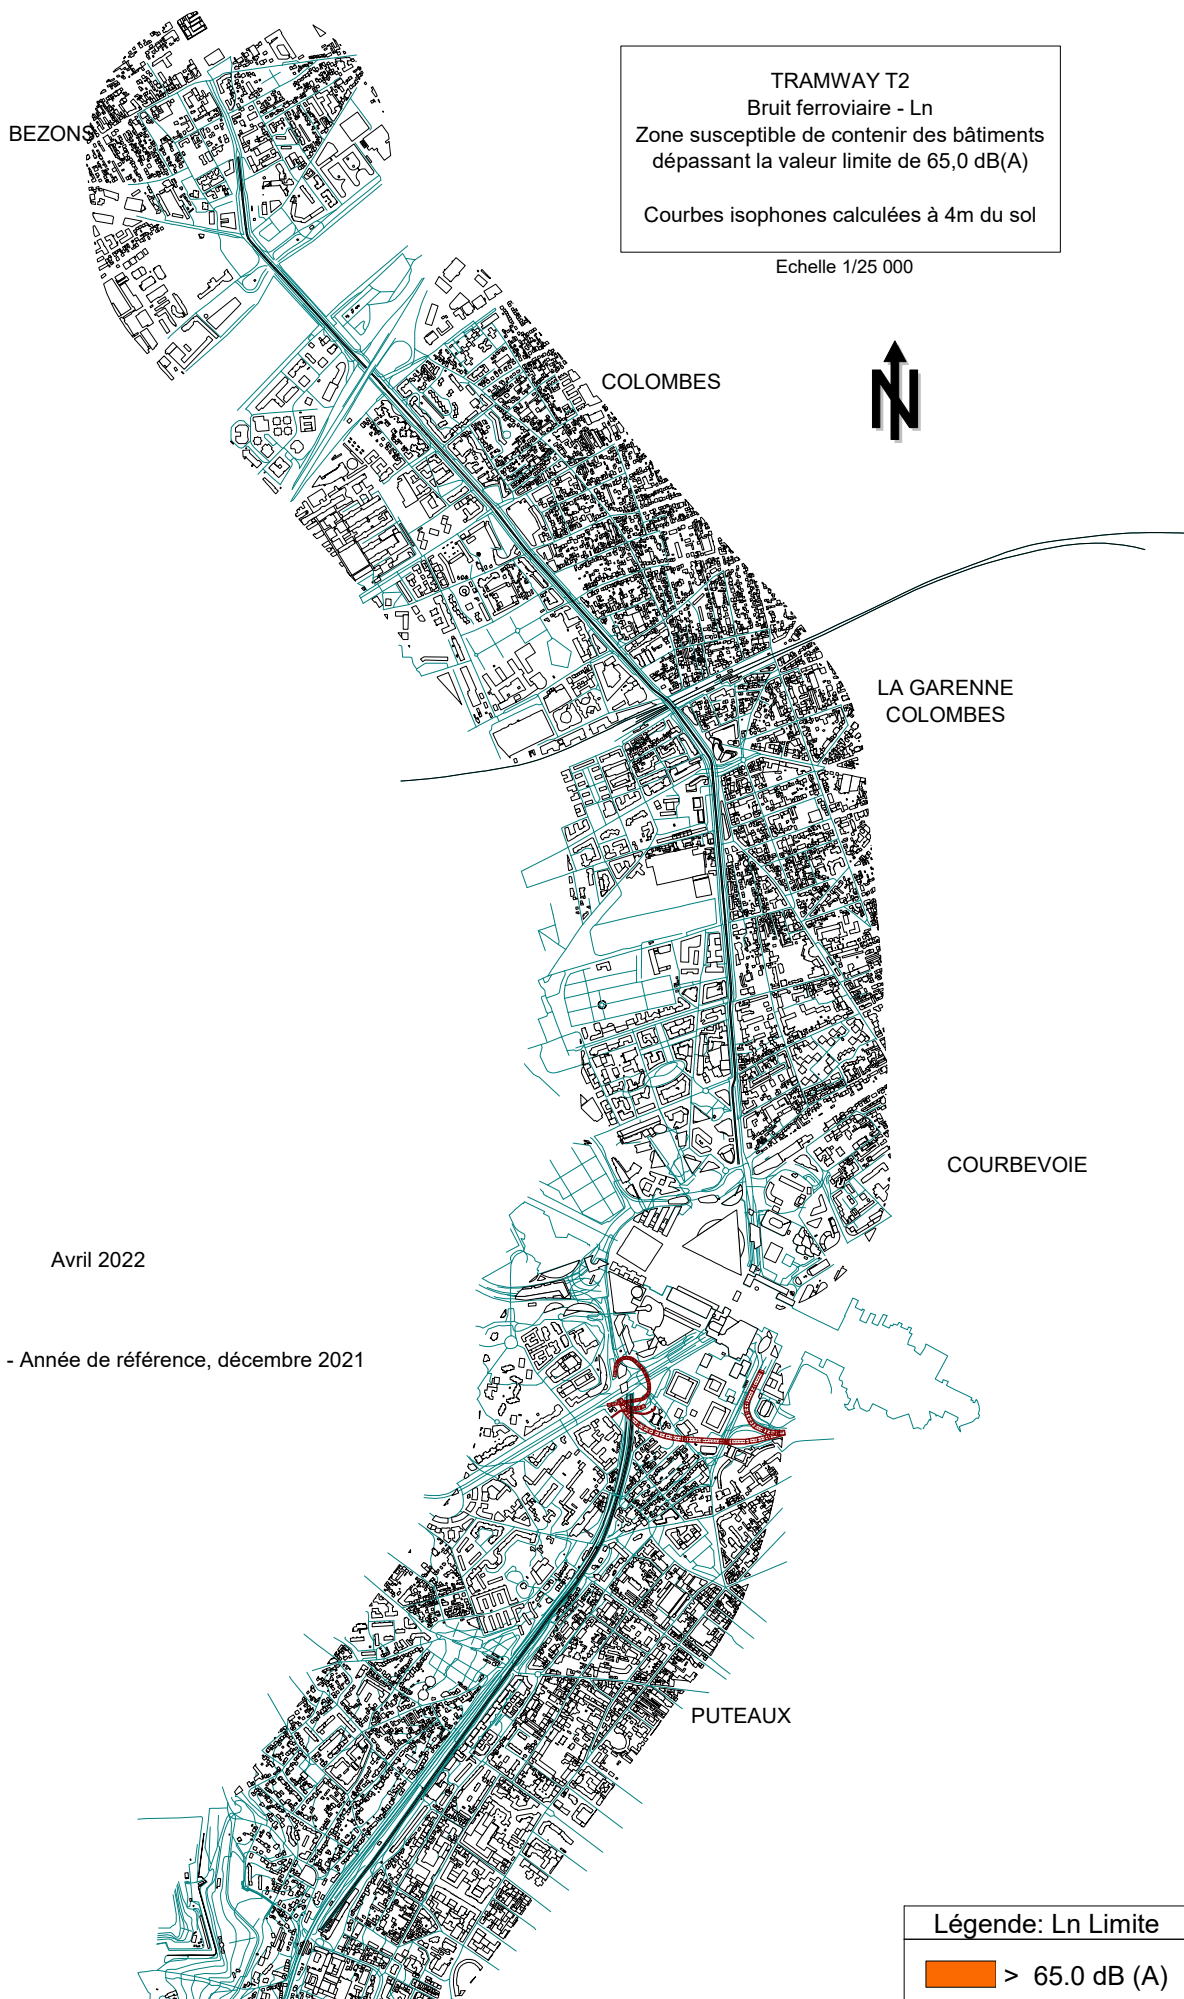 TRAMWAY T2
Bruit ferroviaire - Ln
Zone susceptible de contenir des bâtiments
dépassant la valeur limite de 65,0 dB(A)
Courbes isophones calculées à 4m du sol
Echelle 1/25 000
BEZONS
N
COLOMBES
LA GARENNE
COLOMBES
COURBEVOIE
Avril 2022
- Année de référence, décembre 2021
PUTEAUX
Légende: Ln Limite
> 65.0 dB (A)